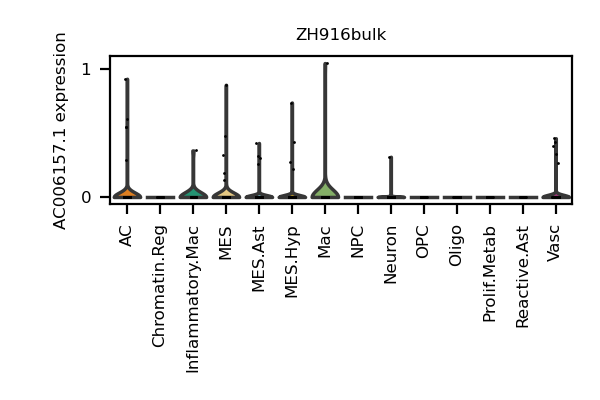 ZH916bulk
AC006157.1 expression
1
0
AC
Chromatin.Reg
Inflammatory.Mac
MES
MES.Ast
MES.Hyp
Mac
NPC
Neuron
OPC
Oligo
Prolif.Metab
Reactive.Ast
Vasc